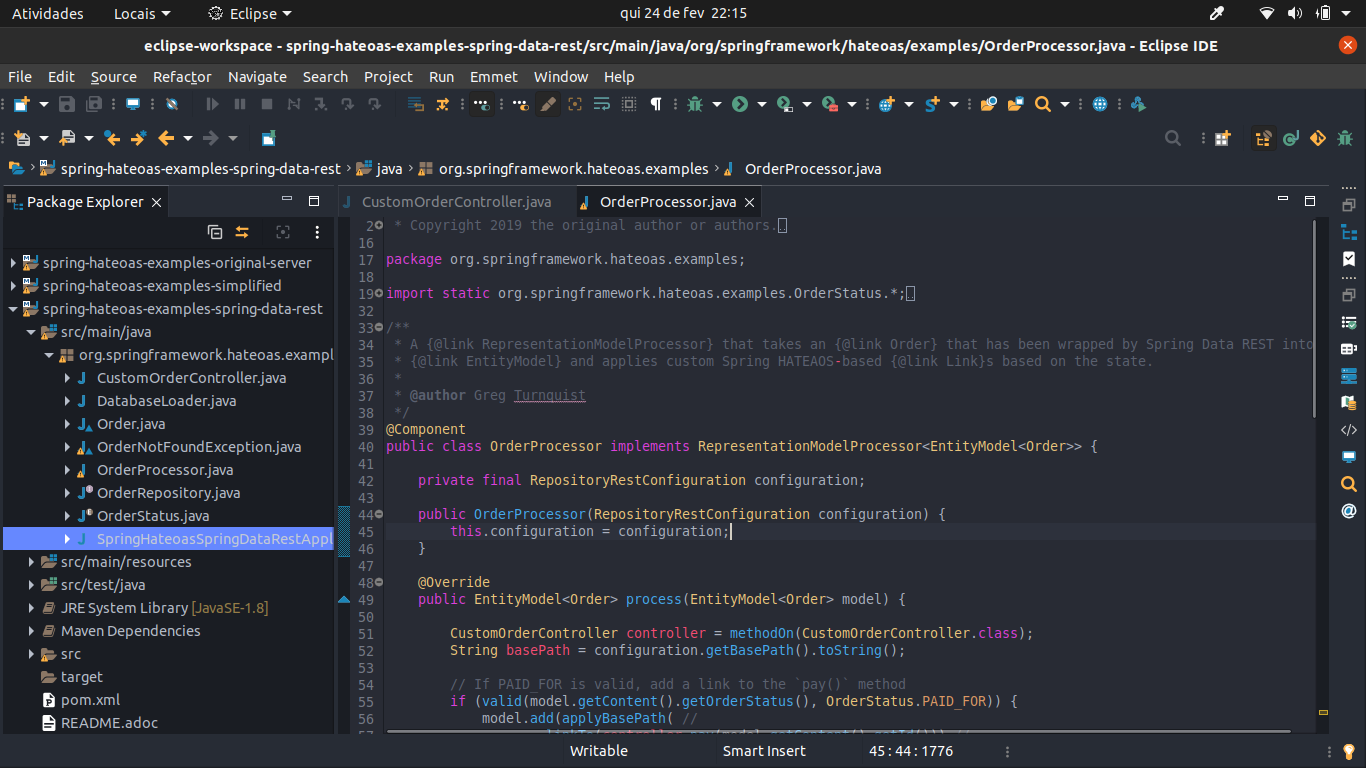 Atividades Locais Eclipse qui 24 de fev 22:15
eclipse-workspace - spring-hateoas-examples-spring-data-rest/src/main/java/org/springframework/hateoas/examples/OrderProcessor.java - Eclipse IDE
File Edit Source Refactor Navigate Search Project Run Emmet Window Help
spring-hateoas-examples-spring-data-rest java org.springframework.hateoas.examples OrderProcessor.java
Package Explorer
spring-hateoas-examples-original-server
spring-hateoas-examples-simplified
spring-hateoas-examples-spring-data-rest
src/main/java
org.springframework.hateoas.exampl
CustomOrderController.java
DatabaseLoader.java
Order.java
OrderNotFoundException.java
OrderProcessor.java
OrderRepository.java
OrderStatus.java
SpringHateoasSpringDataRestAppl
src/main/resources
src/test/java
JRE System Library [JavaSE-1.8]
Maven Dependencies
src
target
pom.xml
README.adoc
CustomOrderController.java OrderProcessor.java
2 * Copyright 2019 the original author or authors.
16
17 package org.springframework.hateoas.examples;
18
19 import static org.springframework.hateoas.examples.OrderStatus.*;
32
33 /**
34 * A {@link RepresentationModelProcessor} that takes an {@link Order} that has been wrapped by Spring Data REST into
35 * {@link EntityModel} and applies custom Spring HATEAOS-based {@link Link}s based on the state.
36 *
37 * @author Greg Turnquist
38 */
39 @Component
40 public class OrderProcessor implements RepresentationModelProcessor<EntityModel<Order>> {
41
42 private final RepositoryRestConfiguration configuration;
43
44 public OrderProcessor(RepositoryRestConfiguration configuration) {
45 this.configuration = configuration;
46 }
47
48 @Override
49 public EntityModel<Order> process(EntityModel<Order> model) {
50
51 CustomOrderController controller = methodOn(CustomOrderController.class);
52 String basePath = configuration.getBasePath().toString();
53
54 // If PAID_FOR is valid, add a link to the `pay()` method
55 if (valid(model.getContent().getOrderStatus(), OrderStatus.PAID_FOR)) {
56 model.add(applyBasePath( //
Writable Smart Insert 45 : 44 : 1776